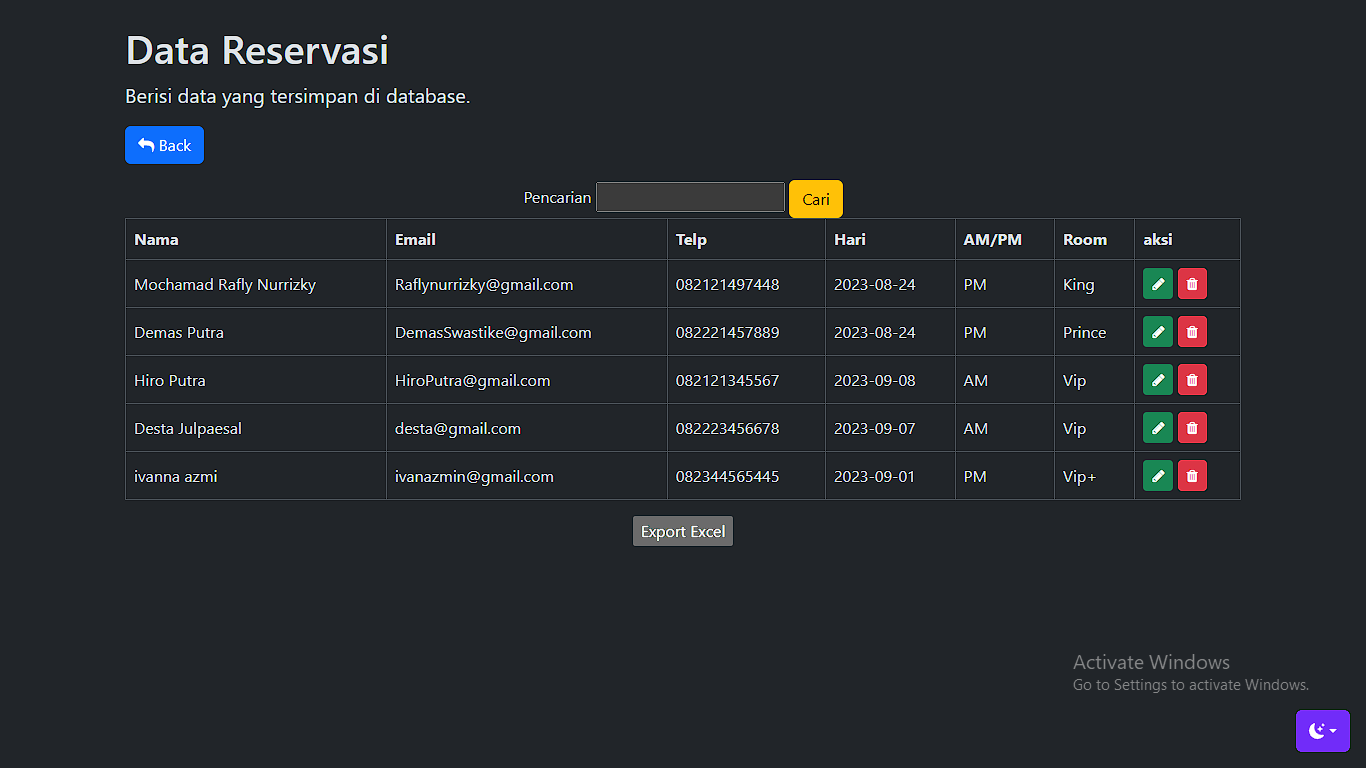 Data Reservasi
Berisi data yang tersimpan di database.
Back
Pencarian Cari
Nama Email Telp Hari AM/PM Room aksi
Mochamad Rafly Nurrizky Raflynurrizky@gmail.com 082121497448 2023-08-24 PM King
Demas Putra DemasSwastike@gmail.com 082221457889 2023-08-24 PM Prince
Hiro Putra HiroPutra@gmail.com 082121345567 2023-09-08 AM Vip
Desta Julpaesal desta@gmail.com 082223456678 2023-09-07 AM Vip
ivanna azmi ivanazmin@gmail.com 082344565445 2023-09-01 PM Vip+
Export Excel
Activate Windows
Go to Settings to activate Windows.